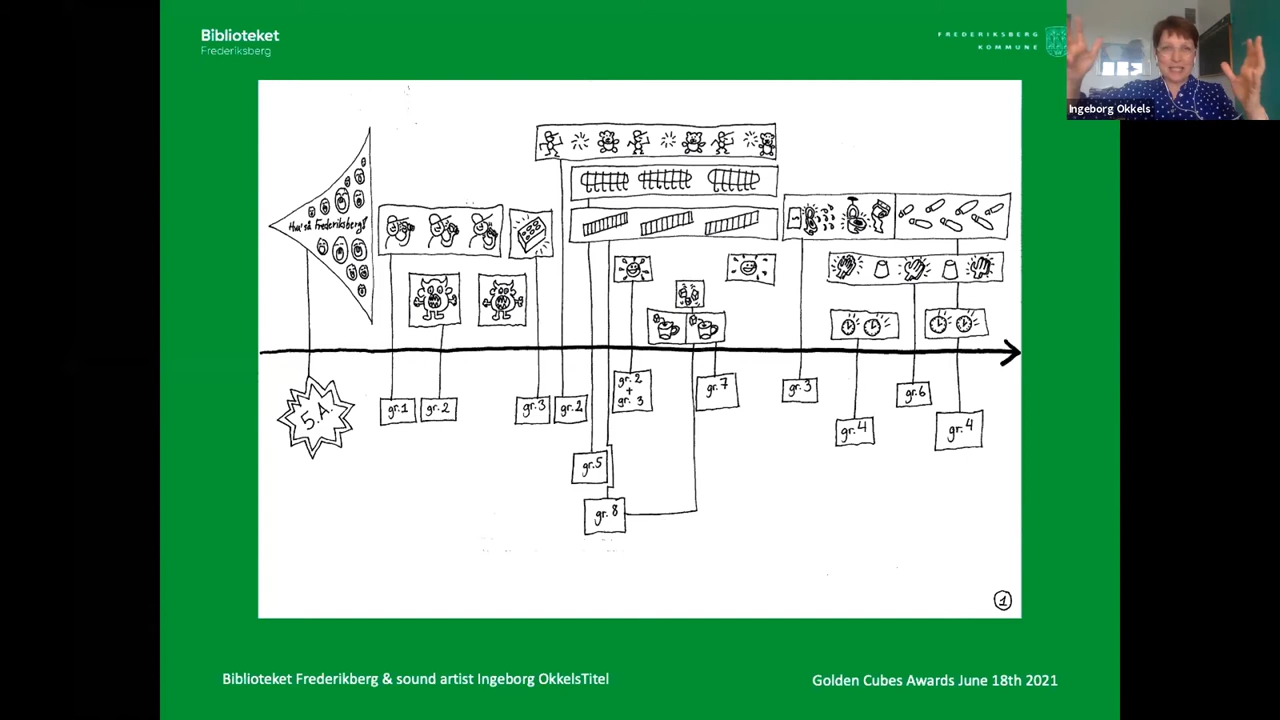 Biblioteket
Frederiksberg
FREDERIKSBERG
KOMMUNE
Ingeborg Okkels
Hva' så Frederiksberg?
5.A.
gr.1
gr.2
gr.3
gr.2
gr.2
+
gr.3
gr.7
gr.3
gr.4
gr.6
gr.4
gr.5
gr.8
1
Biblioteket Frederikberg & sound artist Ingeborg OkkelsTitel
Golden Cubes Awards June 18th 2021